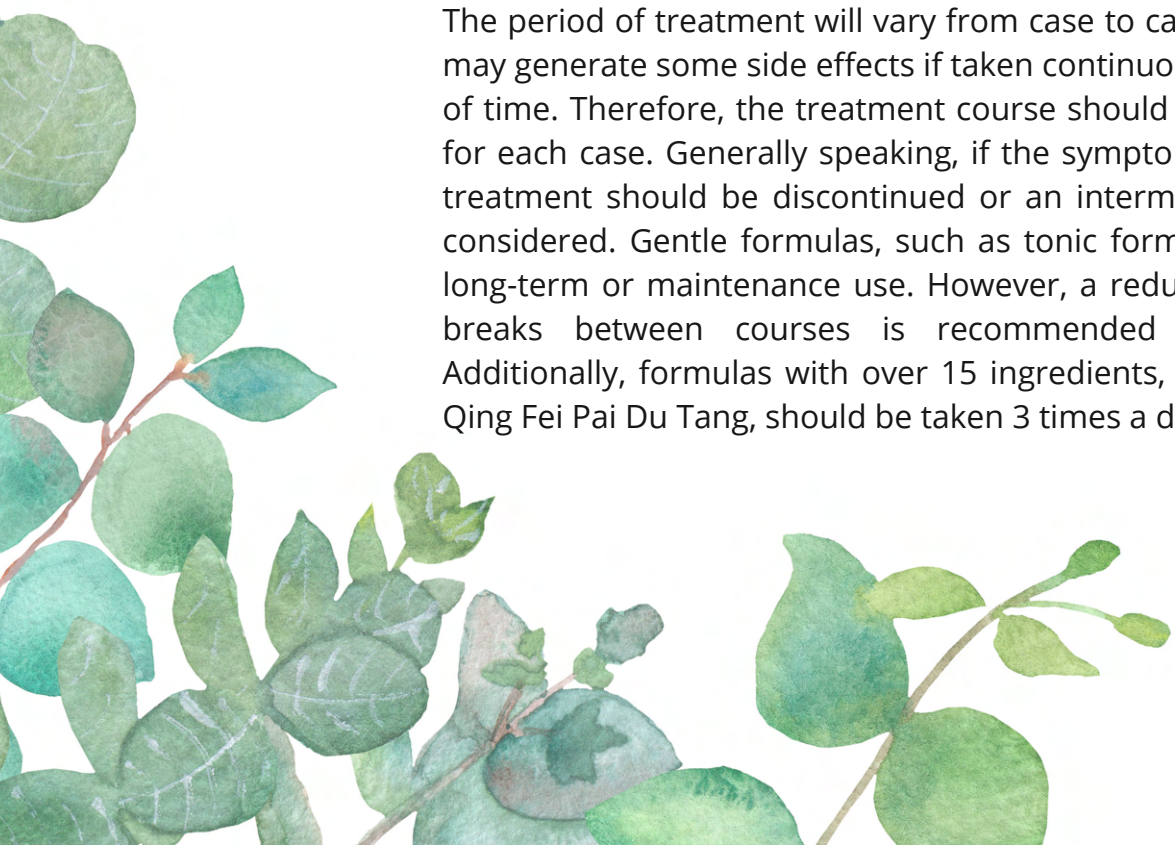 The period of treatment will vary from case to ca
may generate some side effects if taken continuo
of time. Therefore, the treatment course should
for each case. Generally speaking, if the sympto
treatment should be discontinued or an interm
considered. Gentle formulas, such as tonic form
long-term or maintenance use. However, a redu
breaks between courses is recommended
Additionally, formulas with over 15 ingredients,
Qing Fei Pai Du Tang, should be taken 3 times a d